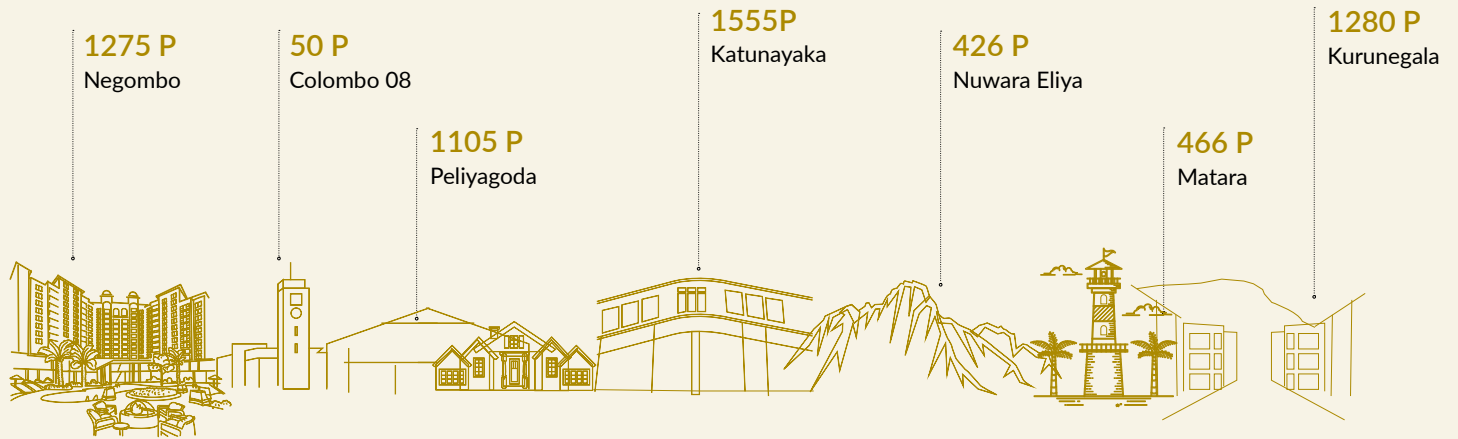 1275 P
Negombo
50 P
Colombo 08
1105 P
Peliyagoda
1555P
Katunayaka
426 P
Nuwara Eliya
466 P
Matara
1280 P
Kurunegala